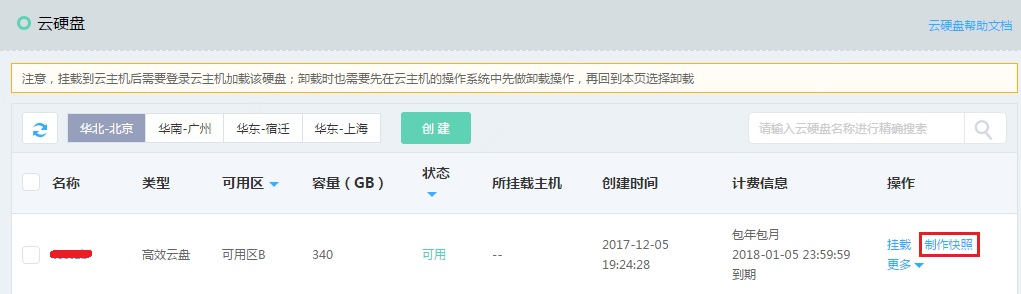 云硬盘
云硬盘帮助文档
注意，挂载到云主机后需要登录云主机加载该硬盘；卸载时也需要先在云主机的操作系统中先做卸载操作，再回到本页选择卸载
华北-北京 华南-广州 华东-宿迁 华东-上海 创建 请输入云硬盘名称进行精确搜索
名称 类型 可用区 容量（GB） 状态 所挂载主机 创建时间 计费信息 操作
高效云盘 可用区B 340 可用 -- 2017-12-05 包年包月 挂载 制作快照
19:24:28 2018-01-05 23:59:59 更多
到期